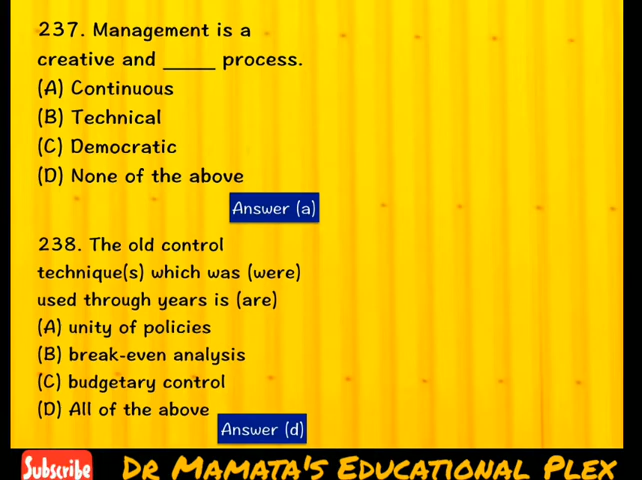 237. Management is a
creative and _____ process.
(A) Continuous
(B) Technical
(C) Democratic
(D) None of the above
Answer (a)
238. The old control
technique(s) which was (were)
used through years is (are)
(A) unity of policies
(B) break-even analysis
(C) budgetary control
(D) All of the above
Answer (d)
Subscribe
DR MAMATA'S EDUCATIONAL PLEX